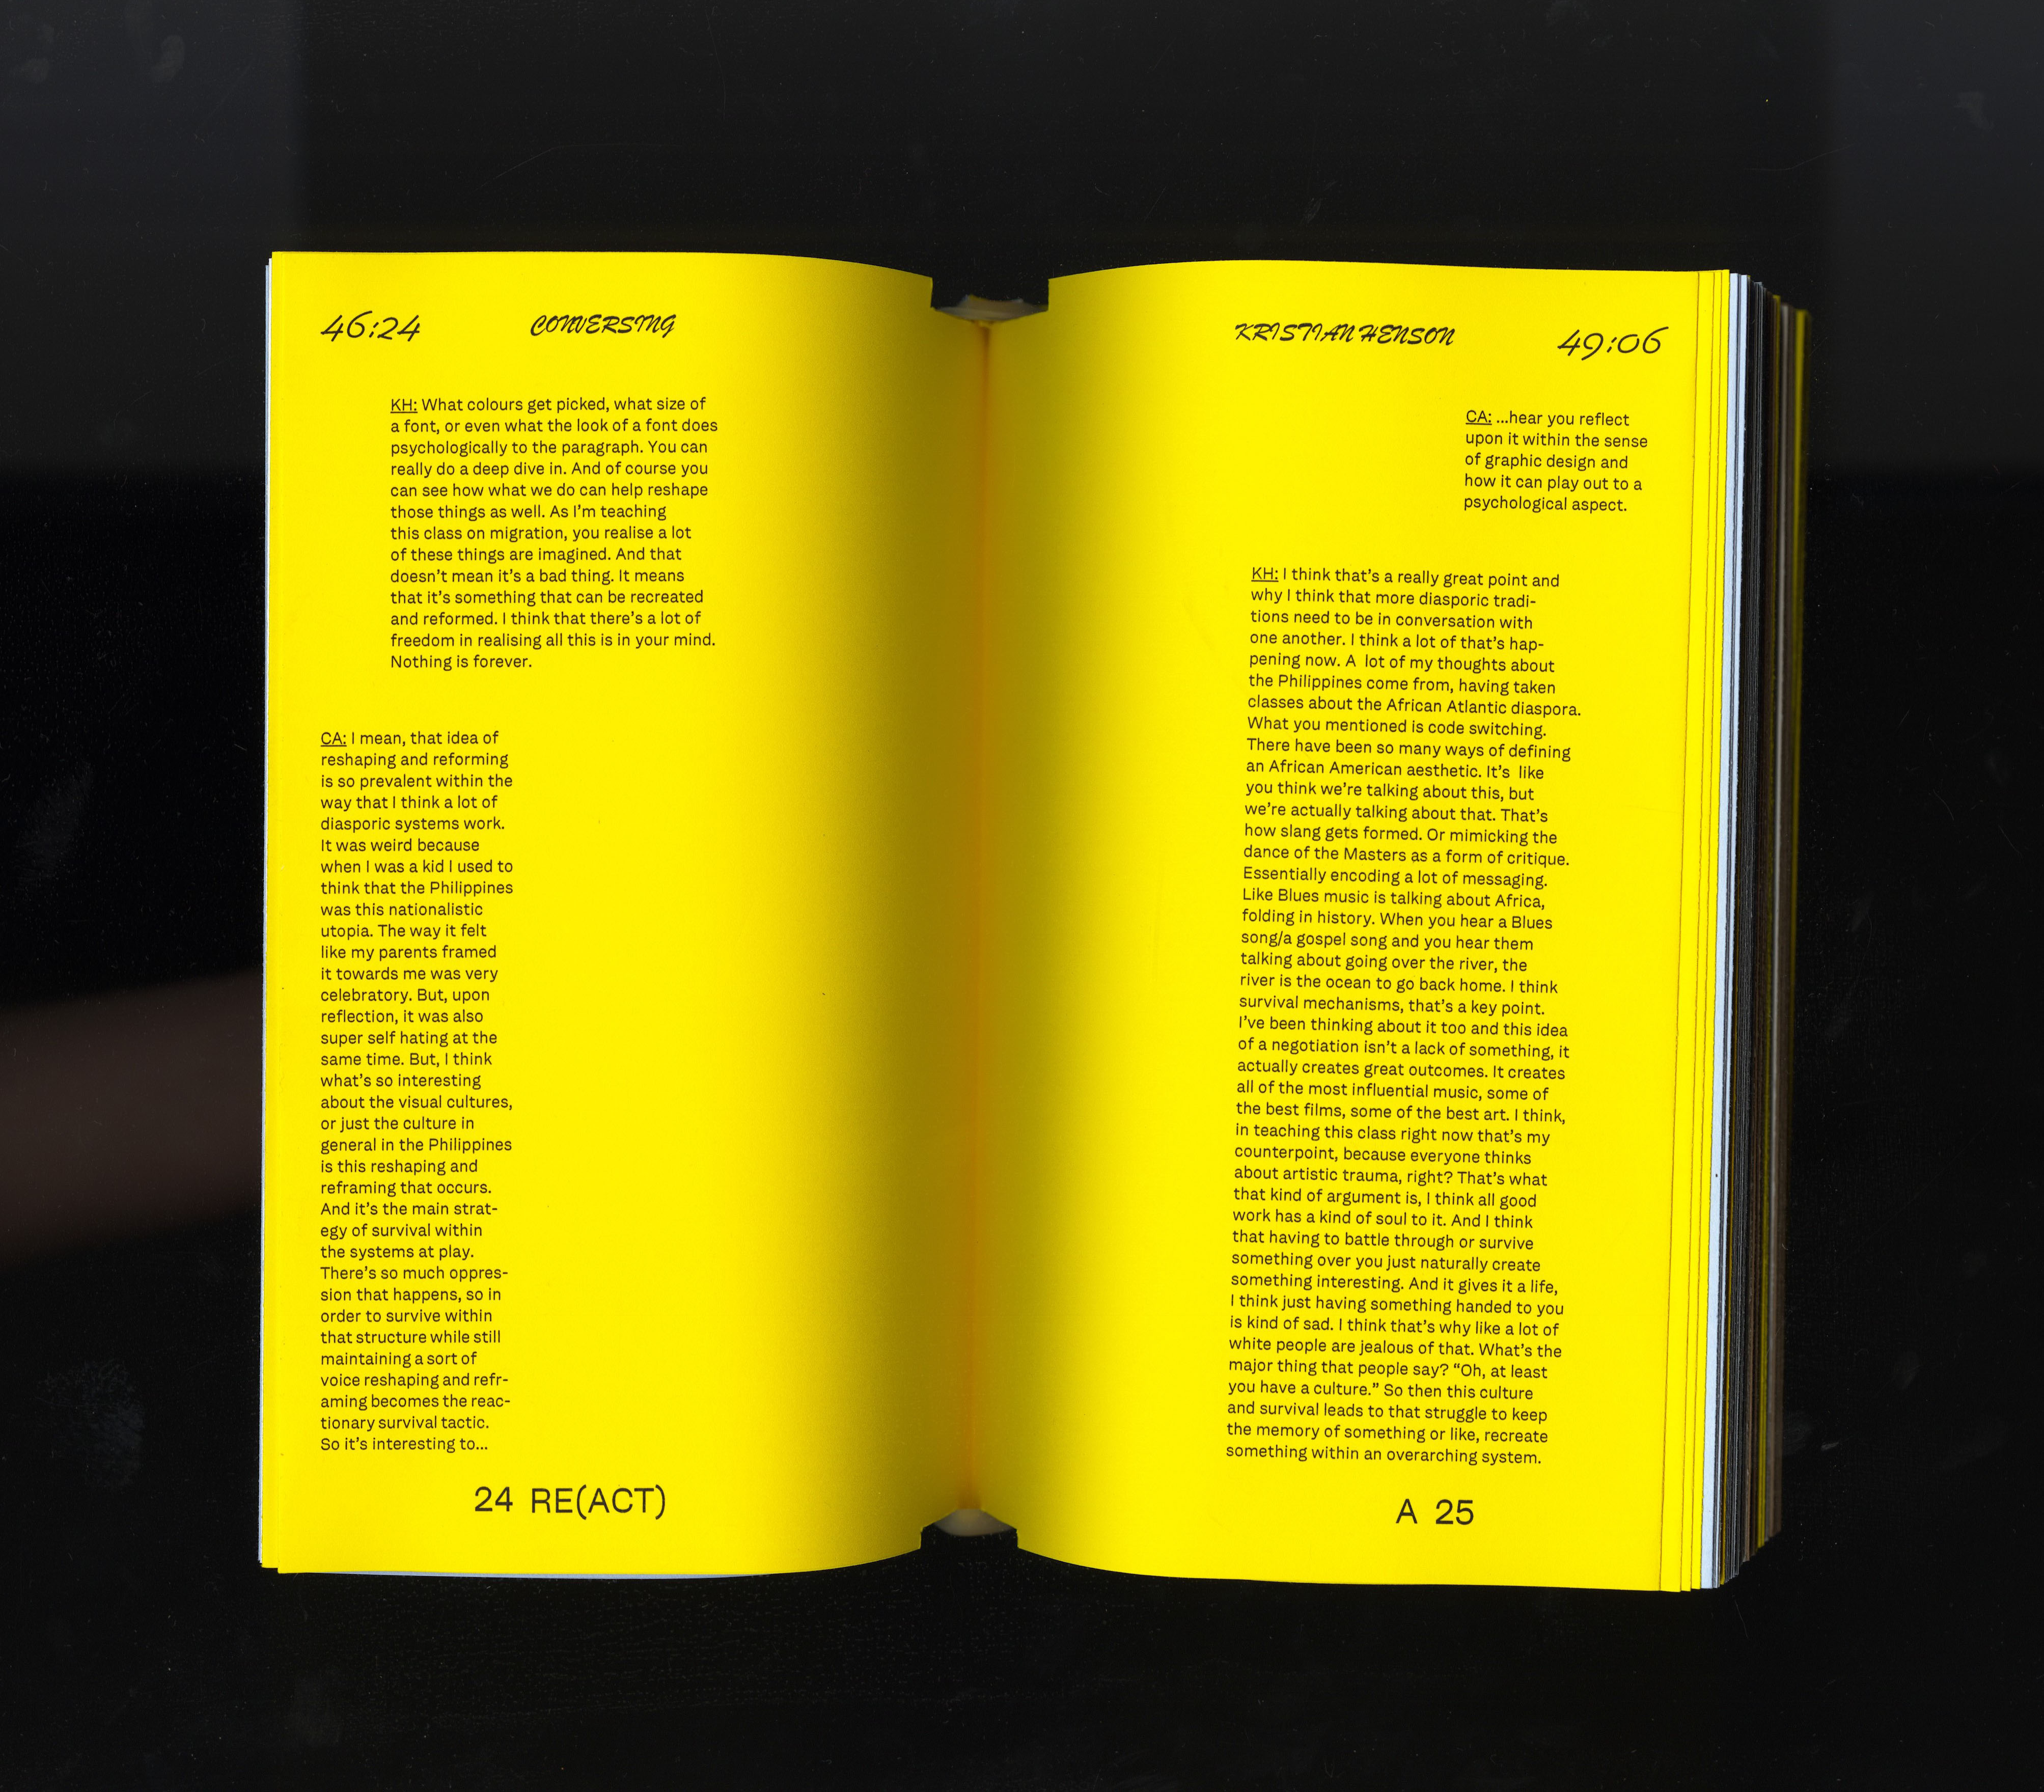 46:24 CONVERSING
KH: What colours get picked, what size of
a font, or even what the look of a font does
psychologically to the paragraph. You can
really do a deep dive in. And of course you
can see how what we do can help reshape
those things as well. As I'm teaching
this class on migration, you realise a lot
of these things are imagined. And that
doesn't mean it's a bad thing. It means
that it's something that can be recreated
and reformed. I think that there's a lot of
freedom in realising all this is in your mind.
Nothing is forever.
CA: I mean, that idea of
reshaping and reforming
is so prevalent within the
way that I think a lot of
diasporic systems work.
It was weird because
when I was a kid I used to
think that the Philippines
was this nationalistic
utopia. The way it felt
like my parents framed
it towards me was very
celebratory. But, upon
reflection, it was also
super self hating at the
same time. But, I think
what's so interesting
about the visual cultures,
or just the culture in
general in the Philippines
is this reshaping and
reframing that occurs.
And it's the main strat-
egy of survival within
the systems at play.
There's so much oppres-
sion that happens, so in
order to survive within
that structure while still
maintaining a sort of
voice reshaping and refr-
aming becomes the reac-
tionary survival tactic.
So it's interesting to...
24 RE(ACT)
KRISTIAN HENSON 49:06
CA: ...hear you reflect
upon it within the sense
of graphic design and
how it can play out to a
psychological aspect.
KH: I think that's a really great point and
why I think that more diasporic tradi-
tions need to be in conversation with
one another. I think a lot of that's hap-
pening now. A lot of my thoughts about
the Philippines come from, having taken
classes about the African Atlantic diaspora.
What you mentioned is code switching.
There have been so many ways of defining
an African American aesthetic. It's like
you think we're talking about this, but
we're actually talking about that. That's
how slang gets formed. Or mimicking the
dance of the Masters as a form of critique.
Essentially encoding a lot of messaging.
Like Blues music is talking about Africa,
folding in history. When you hear a Blues
song/a gospel song and you hear them
talking about going over the river, the
river is the ocean to go back home. I think
survival mechanisms, that's a key point.
I've been thinking about it too and this idea
of a negotiation isn't a lack of something, it
actually creates great outcomes. It creates
all of the most influential music, some of
the best films, some of the best art. I think,
in teaching this class right now that's my
counterpoint, because everyone thinks
about artistic trauma, right? That's what
that kind of argument is, I think all good
work has a kind of soul to it. And I think
that having to battle through or survive
something over you just naturally create
something interesting. And it gives it a life,
I think just having something handed to you
is kind of sad. I think that's why like a lot of
white people are jealous of that. What's the
major thing that people say? “Oh, at least
you have a culture.” So then this culture
and survival leads to that struggle to keep
the memory of something or like, recreate
something within an overarching system.
A 25